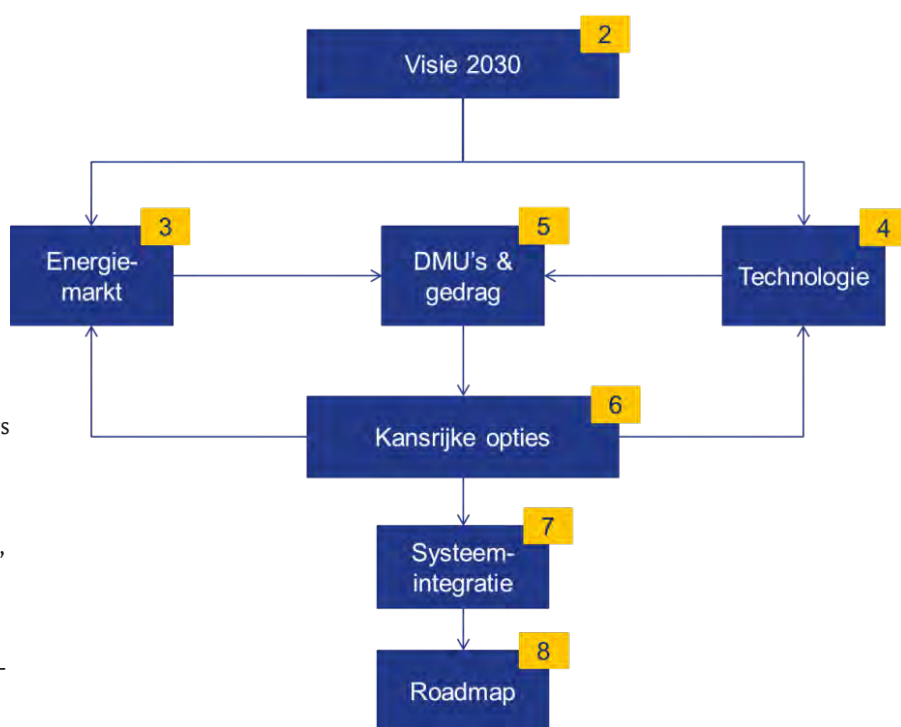 2
Visie 2030
3
Energie-
markt
5
DMU's &
gedrag
4
Technologie
s
6
Kansrijke opties
,
7
Systeem-
integratie
-
8
Roadmap